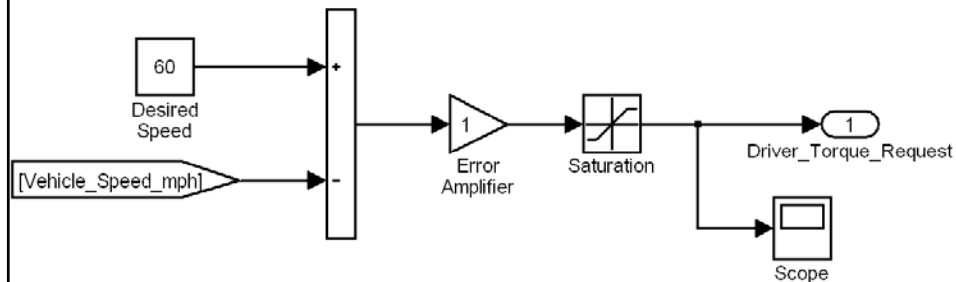 60
Desired
Speed
+
[Vehicle_Speed_mph]
-
1
Error
Amplifier
Saturation
1
Driver_Torque_Request
Scope